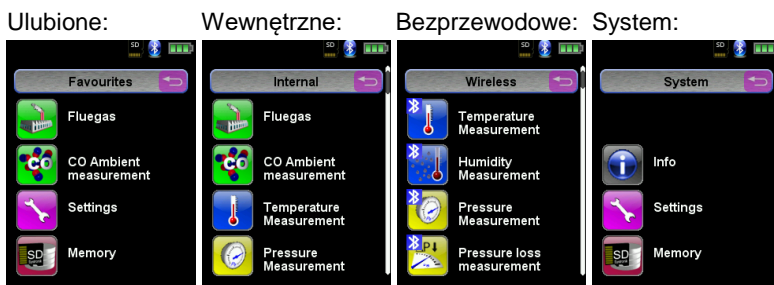 Ulubione: Wewnętrzne: Bezprzewodowe: System:
SD SD SD SD
Favourites
Fluegas
CO
CO Ambient
measurement
Settings
SD
Memory
Internal
Fluegas
CO
CO Ambient
measurement
Temperature
Measurement
Pressure
Measurement
Wireless
Temperature
Measurement
Humidity
Measurement
Pressure
Measurement
Pressure loss
measurement
System
Info
Settings
SD
Memory